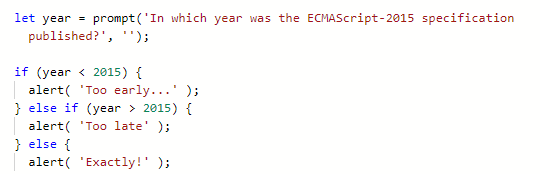 let year = prompt('In which year was the ECMAScript-2015 specification
  published?', '');

if (year < 2015) {
  alert( 'Too early...' );
} else if (year > 2015) {
  alert( 'Too late' );
} else {
  alert( 'Exactly!' );